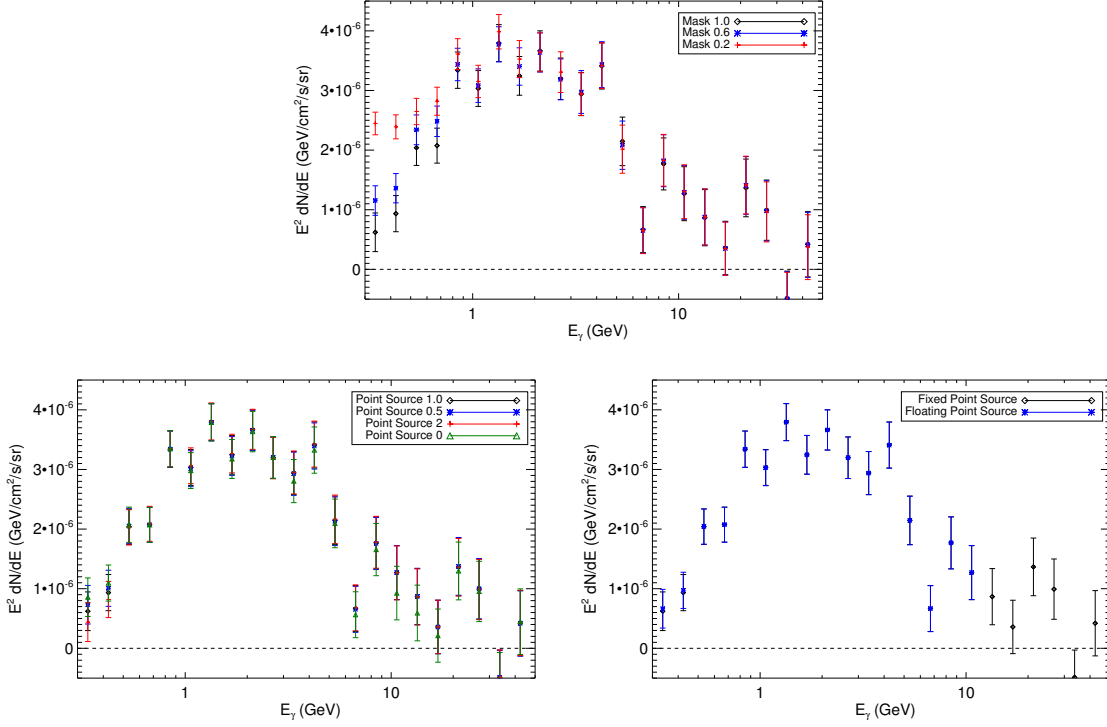 Mask 1.0
Mask 0.6
Mask 0.2
4•10⁻⁶
3•10⁻⁶
2•10⁻⁶
1•10⁻⁶
0
E² dN/dE (GeV/cm²/s/sr)
1 10
E_γ (GeV)
Point Source 1.0
Point Source 0.5
Point Source 2
Point Source 0
4•10⁻⁶
3•10⁻⁶
2•10⁻⁶
1•10⁻⁶
0
E² dN/dE (GeV/cm²/s/sr)
1 10
E_γ (GeV)
Fixed Point Source
Floating Point Source
4•10⁻⁶
3•10⁻⁶
2•10⁻⁶
1•10⁻⁶
0
E² dN/dE (GeV/cm²/s/sr)
1 10
E_γ (GeV)